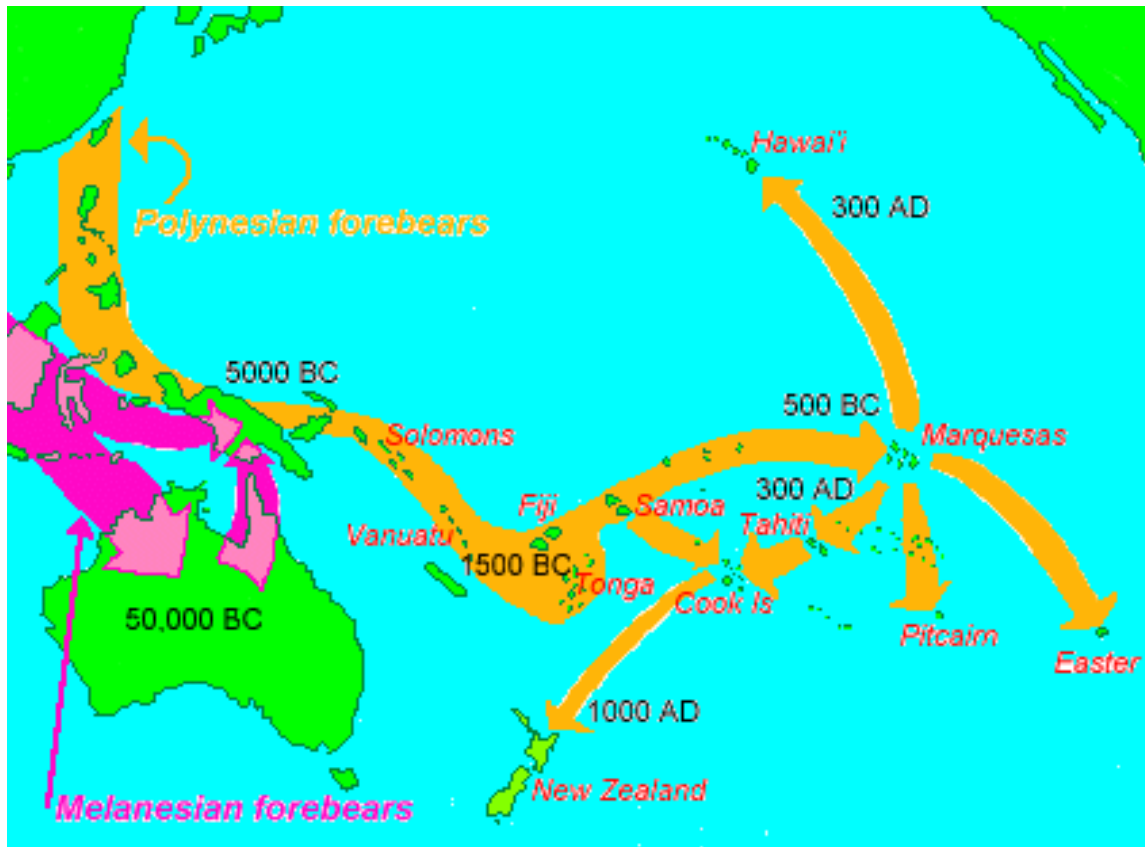 Hawai'i
300 AD
Polynesian forebears
5000 BC
500 BC
Solomons
Marquesas
300 AD
Fiji
Samoa
Tahiti
Vanuatu
1500 BC
Tonga
Cook Is
50,000 BC
Pitcairn
Easter
1000 AD
New Zealand
Melanesian forebears